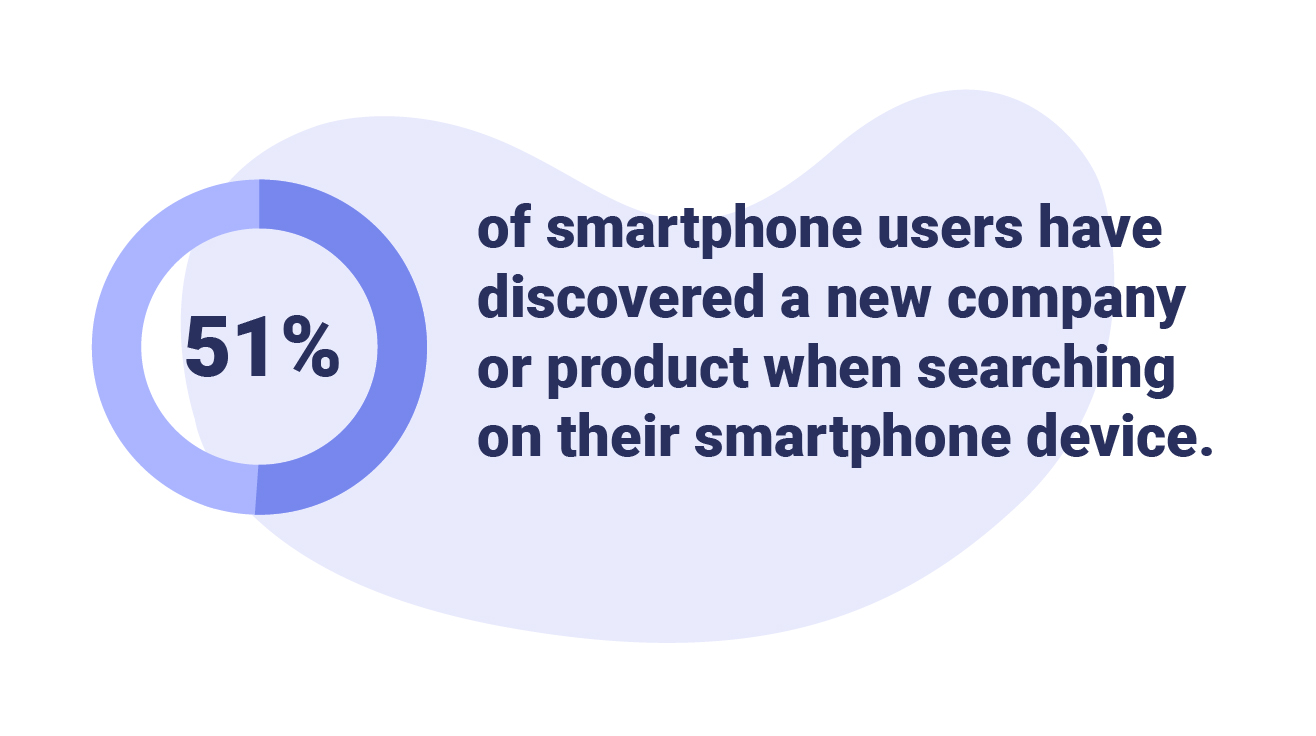 51%
of smartphone users have
discovered a new company
or product when searching
on their smartphone device.